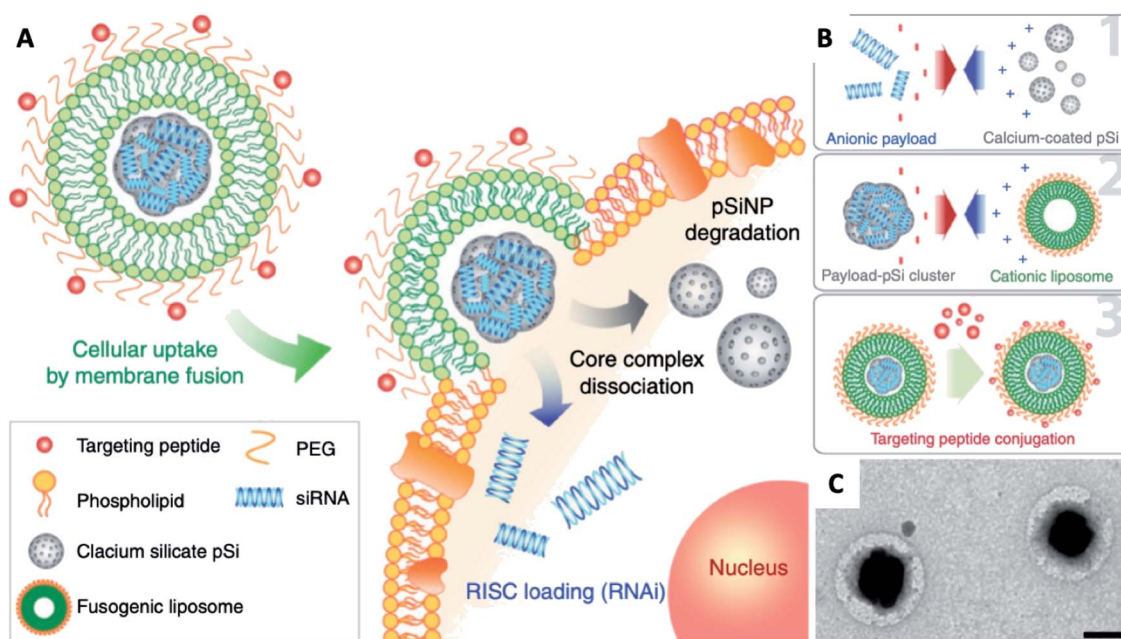 A
Cellular uptake
by membrane fusion
pSiNP
degradation
Core complex
dissociation
RISC loading (RNAi)
Nucleus
Targeting peptide
PEG
Phospholipid
siRNA
Clacium silicate pSi
Fusogenic liposome
B
1
Anionic payload
Calcium-coated pSi
2
Payload-pSi cluster
Cationic liposome
3
Targeting peptide conjugation
C